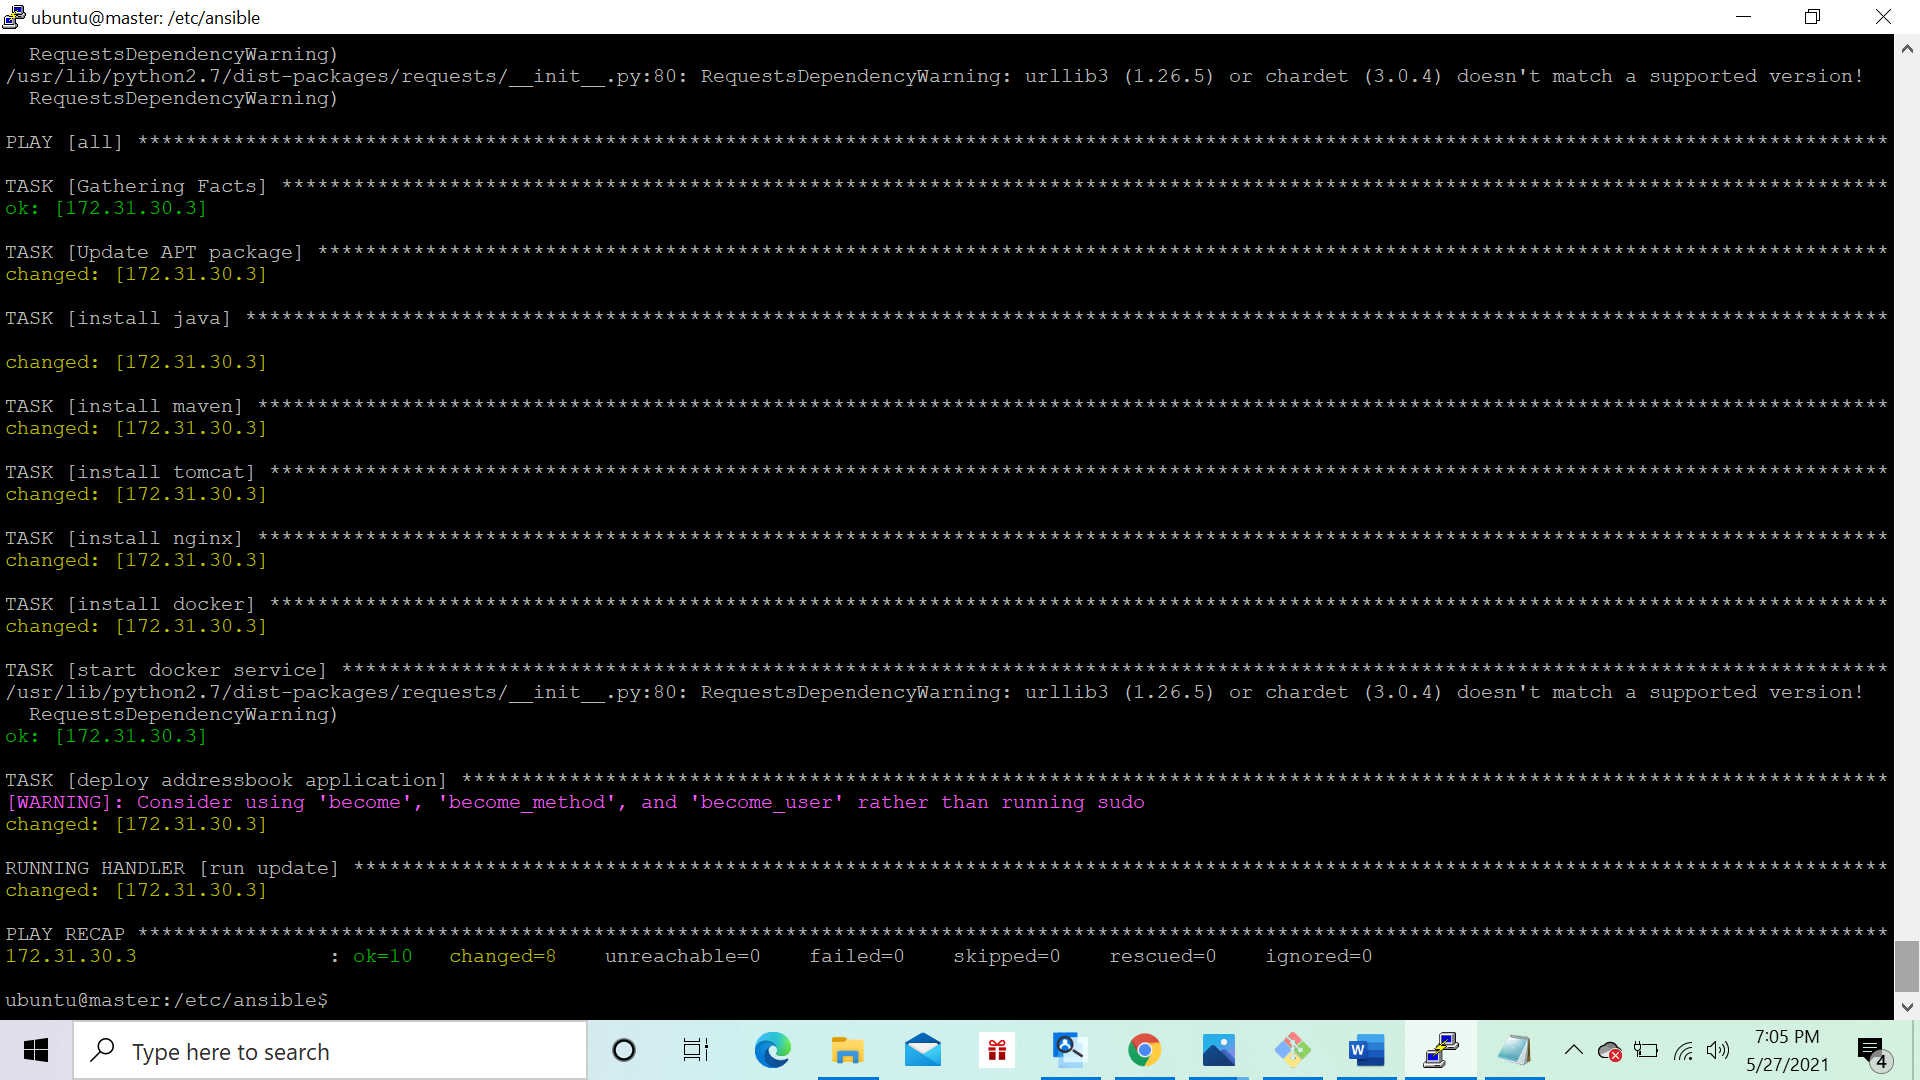 ubuntu@master: /etc/ansible
  RequestsDependencyWarning)
/usr/lib/python2.7/dist-packages/requests/__init__.py:80: RequestsDependencyWarning: urllib3 (1.26.5) or chardet (3.0.4) doesn't match a supported version!
  RequestsDependencyWarning)
PLAY [all] **************************************************************************************************************************************************
TASK [Gathering Facts] **************************************************************************************************************************************
ok: [172.31.30.3]
TASK [Update APT package] ***********************************************************************************************************************************
changed: [172.31.30.3]
TASK [install java] *****************************************************************************************************************************************
changed: [172.31.30.3]
TASK [install maven] ****************************************************************************************************************************************
changed: [172.31.30.3]
TASK [install tomcat] ***************************************************************************************************************************************
changed: [172.31.30.3]
TASK [install nginx] ****************************************************************************************************************************************
changed: [172.31.30.3]
TASK [install docker] ***************************************************************************************************************************************
changed: [172.31.30.3]
TASK [start docker service] *********************************************************************************************************************************
/usr/lib/python2.7/dist-packages/requests/__init__.py:80: RequestsDependencyWarning: urllib3 (1.26.5) or chardet (3.0.4) doesn't match a supported version!
  RequestsDependencyWarning)
ok: [172.31.30.3]
TASK [deploy addressbook application] ***********************************************************************************************************************
[WARNING]: Consider using 'become', 'become_method', and 'become_user' rather than running sudo
changed: [172.31.30.3]
RUNNING HANDLER [run update] ********************************************************************************************************************************
changed: [172.31.30.3]
PLAY RECAP **************************************************************************************************************************************************
172.31.30.3                : ok=10   changed=8    unreachable=0    failed=0    skipped=0    rescued=0    ignored=0
ubuntu@master:/etc/ansible$
Type here to search
W
7:05 PM
5/27/2021
4